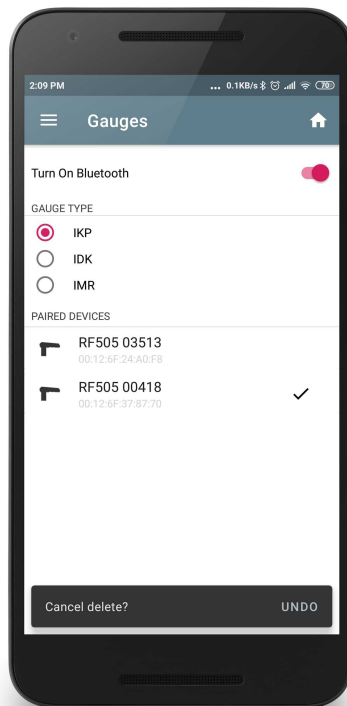 2:09 PM ... 0.1KB/s 70
Gauges
Turn On Bluetooth
GAUGE TYPE
IKP
IDK
IMR
PAIRED DEVICES
RF505 03513
00:12:6F:24:A0:F8
RF505 00418
00:12:6F:37:87:70
Cancel delete? UNDO